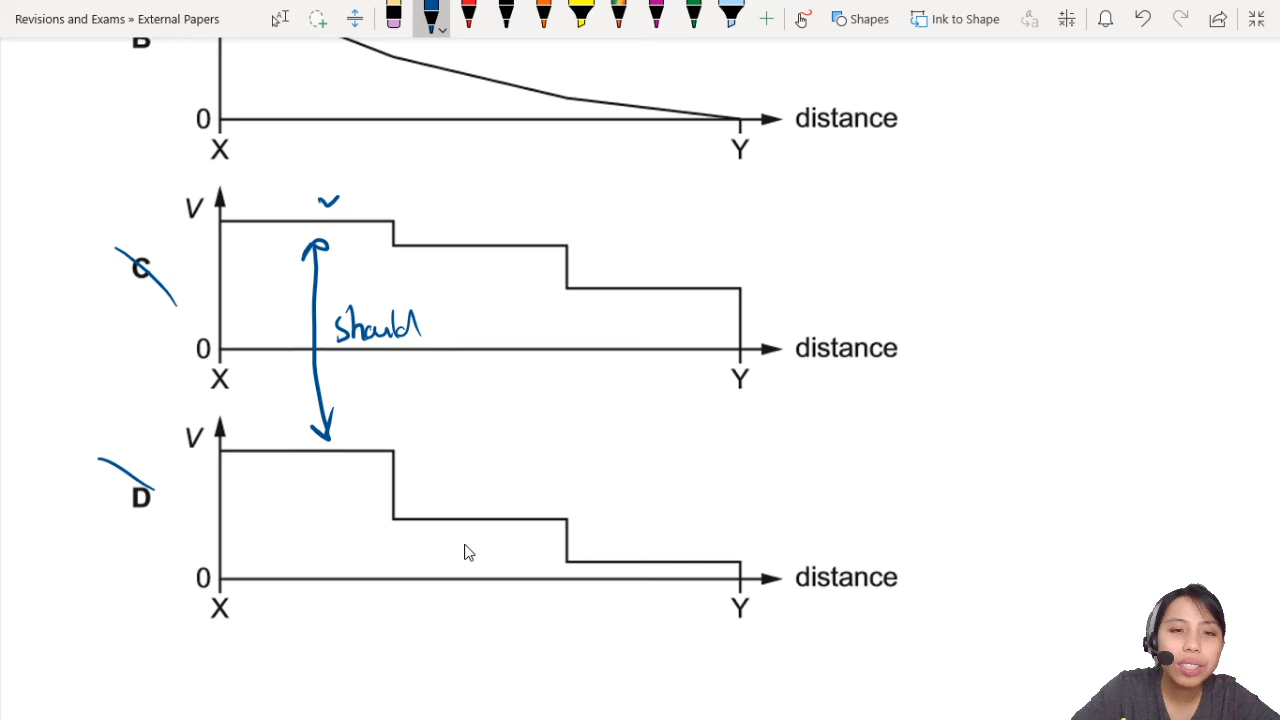 Revisions and Exams » External Papers
Shapes
Ink to Shape
B
0
distance
X
Y
V
C
should
0
distance
X
Y
V
D
0
distance
X
Y